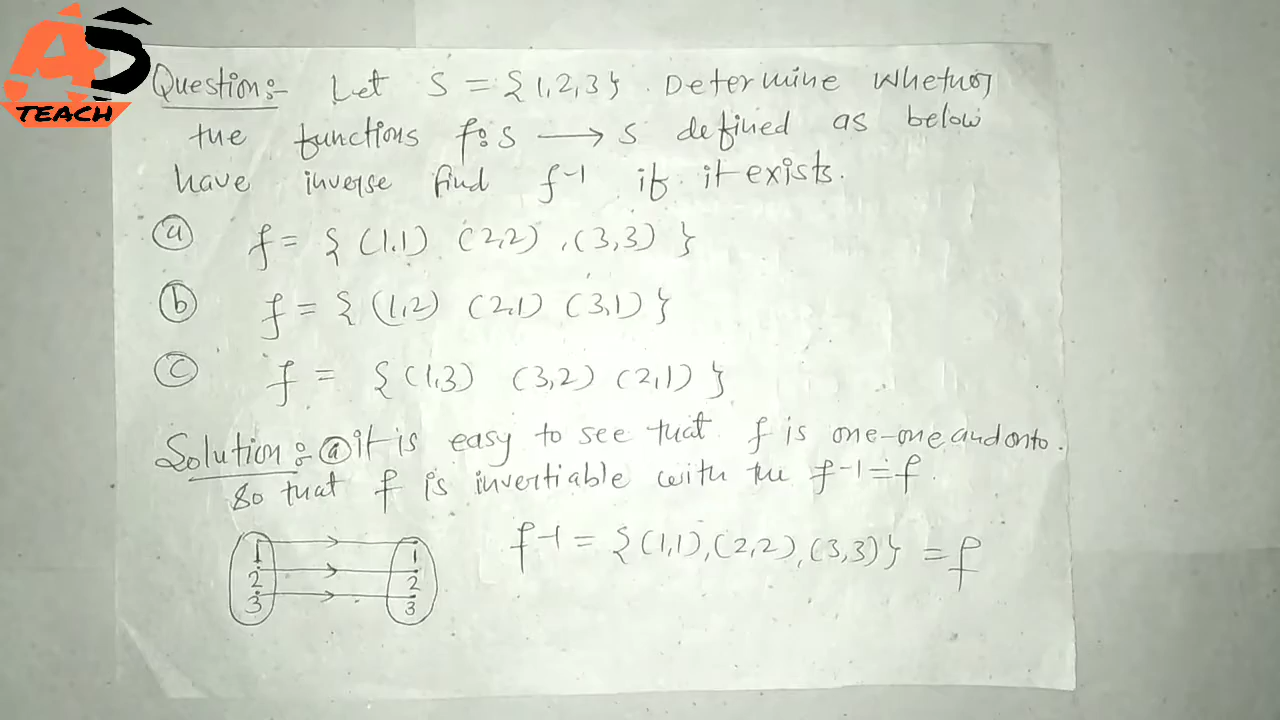 AS
TEACH
Question:- Let S = {1,2,3}. Determine whether
the functions f:S → S defined as below
have inverse find f-1 if it exists.
(a) f = { (1,1) (2,2) , (3,3) }
(b) f = { (1,2) (2,1) (3,1) }
(c) f = { (1,3) (3,2) (2,1) }
Solution:- (a) it is easy to see that f is one-one and onto.
so that f is invertiable with the f-1 = f.
f-1 = {(1,1), (2,2), (3,3)} = f
1 1
2 2
3 3